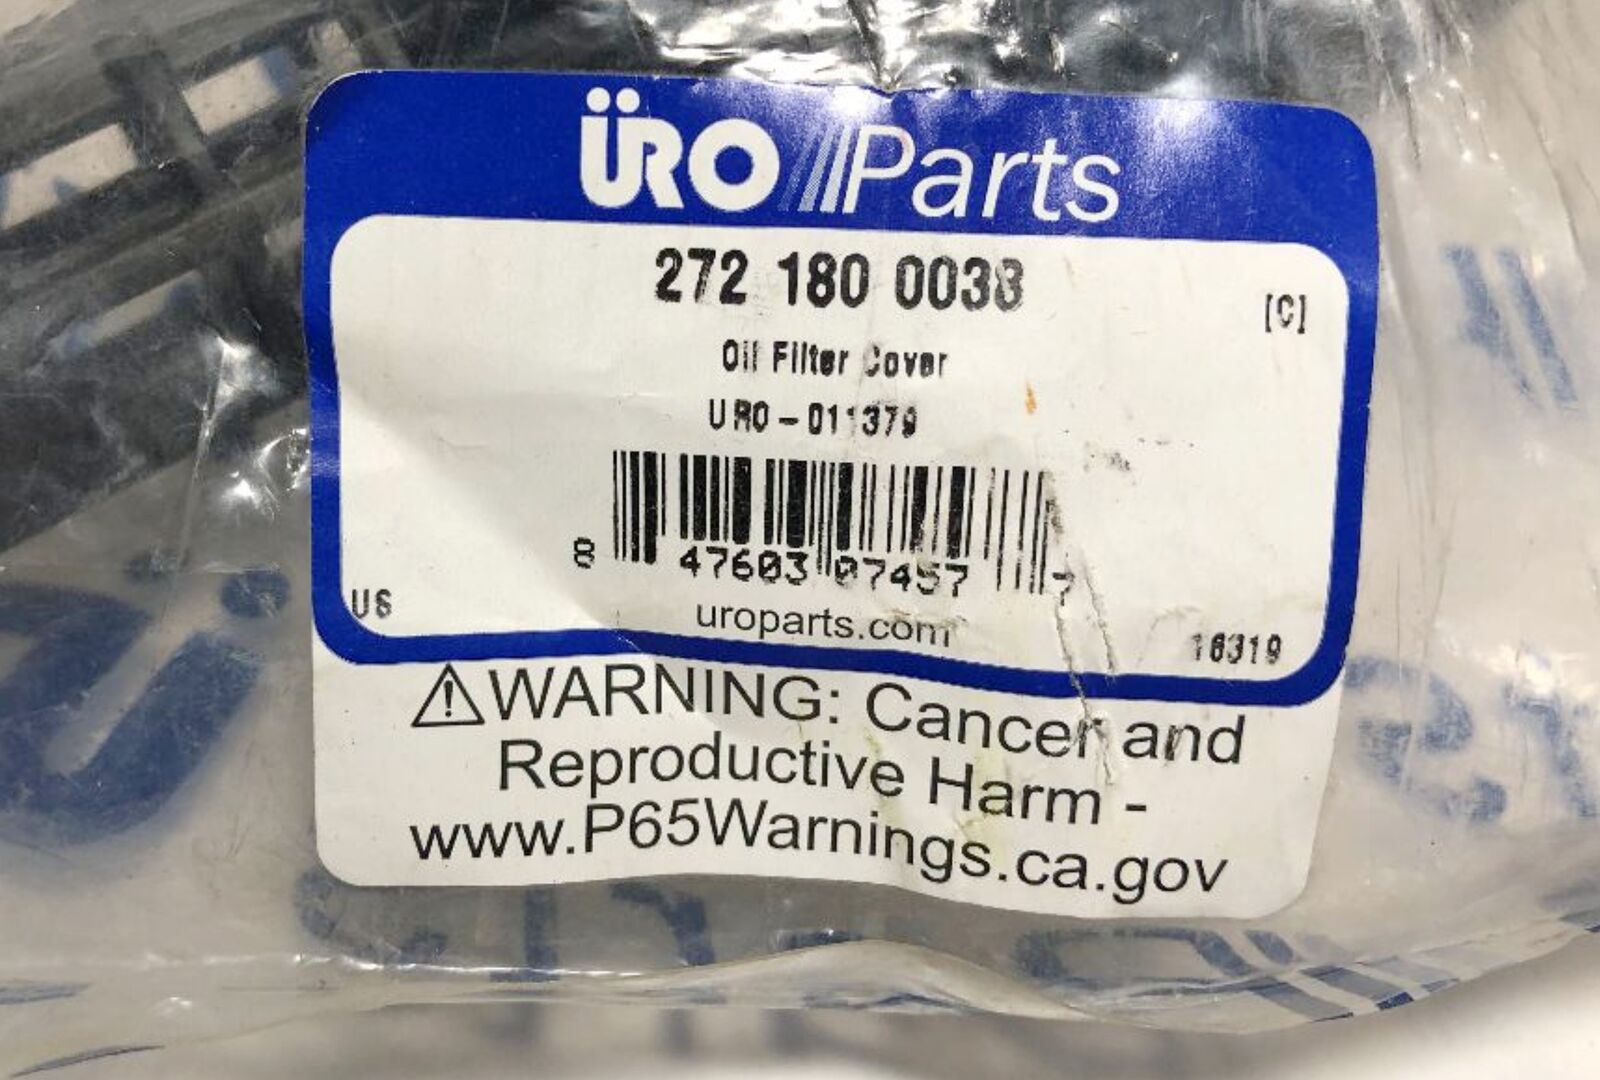 ÜRO Parts
272 180 0038
[C]
Oil Filter Cover
URO-011379
8 47603 07457 7
US
uroparts.com
16319
WARNING: Cancer and
Reproductive Harm -
www.P65Warnings.ca.gov